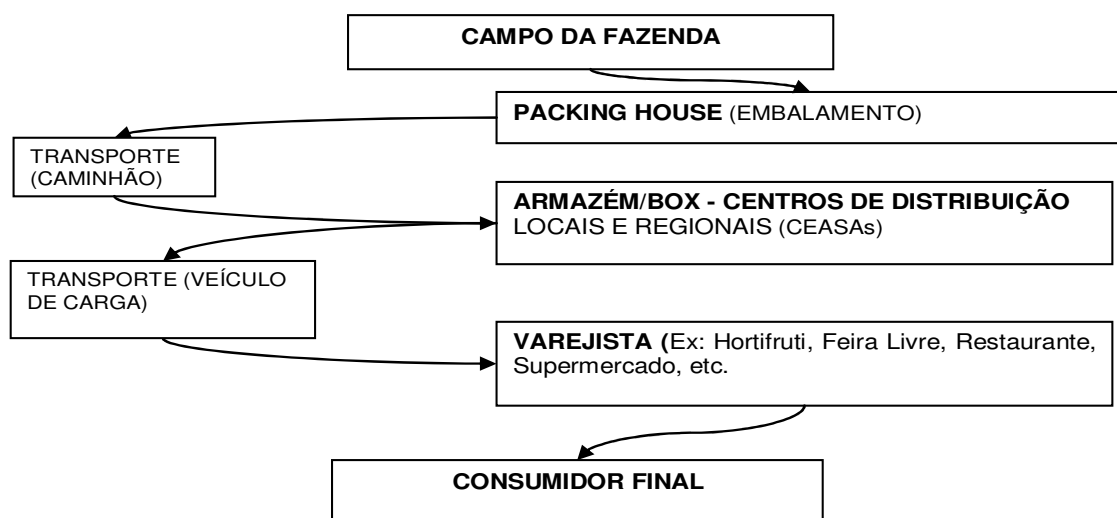 CAMPO DA FAZENDA
PACKING HOUSE (EMBALAMENTO)
TRANSPORTE
(CAMINHÃO)
ARMAZÉM/BOX - CENTROS DE DISTRIBUIÇÃO
LOCAIS E REGIONAIS (CEASAs)
TRANSPORTE (VEÍCULO
DE CARGA)
VAREJISTA (Ex: Hortifruti, Feira Livre, Restaurante,
Supermercado, etc.
CONSUMIDOR FINAL